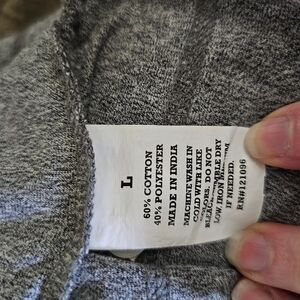 L
60% COTTON
40% POLYESTER
MADE IN INDIA
MACHINE WASH IN
COLD WITH LIKE
DO NOT
DRY
LOW IRON
IF NEEDED.
RN#121096